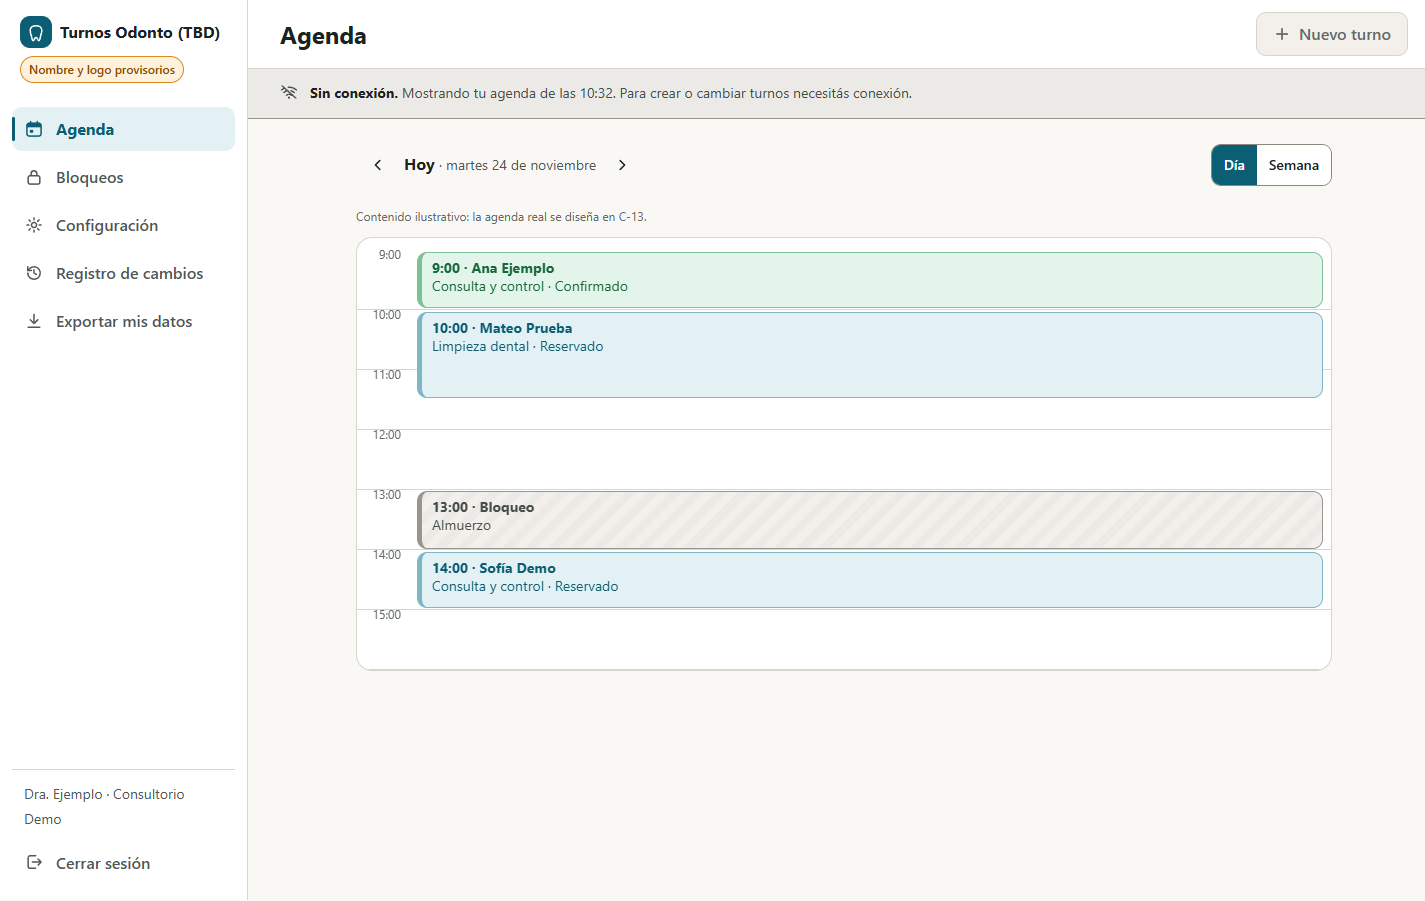 Turnos Odonto (TBD)
Nombre y logo provisorios
Agenda
Bloqueos
Configuración
Registro de cambios
Exportar mis datos
Dra. Ejemplo · Consultorio
Demo
Cerrar sesión
Agenda
Nuevo turno
Sin conexión. Mostrando tu agenda de las 10:32. Para crear o cambiar turnos necesitás conexión.
Hoy · martes 24 de noviembre
Día
Semana
Contenido ilustrativo: la agenda real se diseña en C-13.
9:00
9:00 · Ana Ejemplo
Consulta y control · Confirmado
10:00
10:00 · Mateo Prueba
Limpieza dental · Reservado
11:00
12:00
13:00
13:00 · Bloqueo
Almuerzo
14:00
14:00 · Sofía Demo
Consulta y control · Reservado
15:00